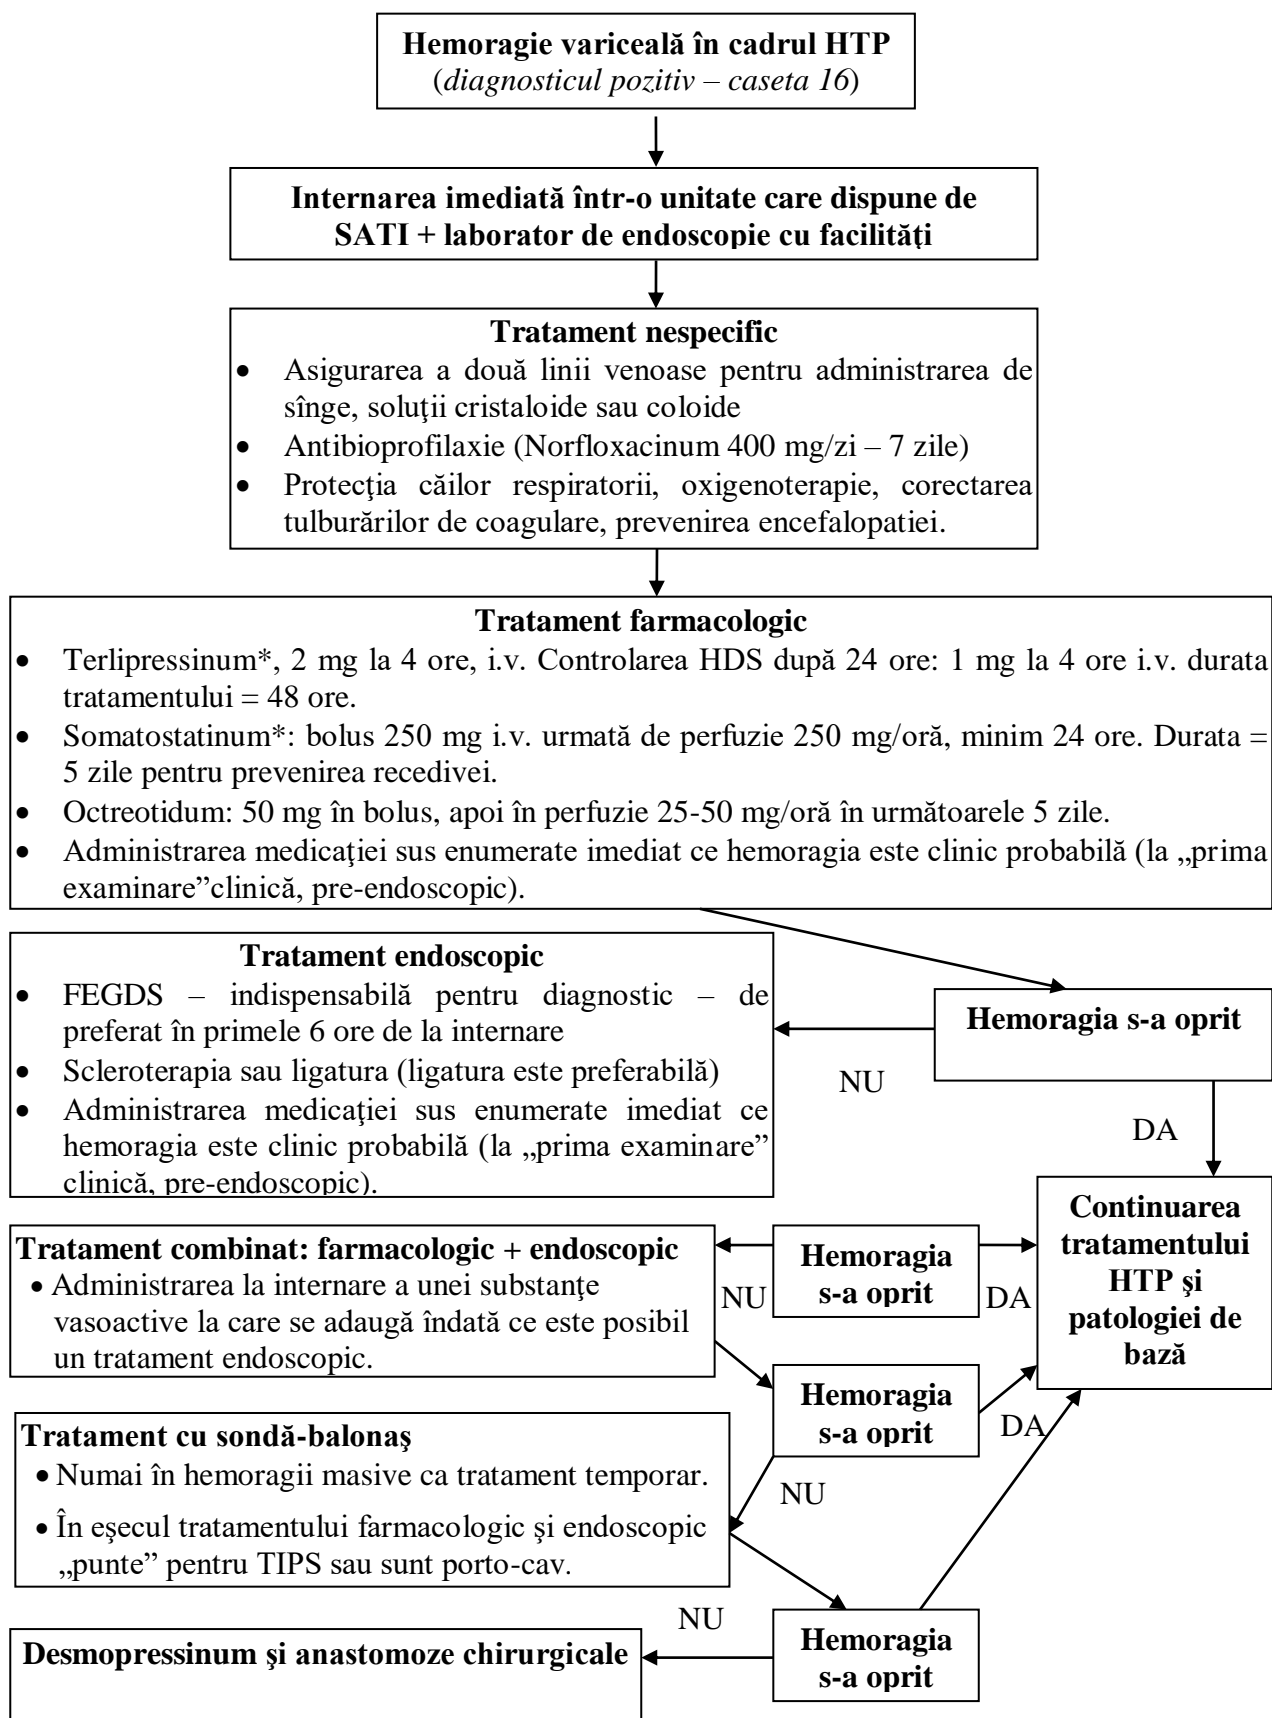 Hemoragie variceală în cadrul HTP
(diagnosticul pozitiv – caseta 16)
Internarea imediată într-o unitate care dispune de
SATI + laborator de endoscopie cu facilităţi
Tratament nespecific
• Asigurarea a două linii venoase pentru administrarea de
sînge, soluţii cristaloide sau coloide
• Antibioprofilaxie (Norfloxacinum 400 mg/zi – 7 zile)
• Protecţia căilor respiratorii, oxigenoterapie, corectarea
tulburărilor de coagulare, prevenirea encefalopatiei.
Tratament farmacologic
• Terlipressinum*, 2 mg la 4 ore, i.v. Controlarea HDS după 24 ore: 1 mg la 4 ore i.v. durata
tratamentului = 48 ore.
• Somatostatinum*: bolus 250 mg i.v. urmată de perfuzie 250 mg/oră, minim 24 ore. Durata =
5 zile pentru prevenirea recedivei.
• Octreotidum: 50 mg în bolus, apoi în perfuzie 25-50 mg/oră în următoarele 5 zile.
• Administrarea medicaţiei sus enumerate imediat ce hemoragia este clinic probabilă (la „prima
examinare”clinică, pre-endoscopic).
Tratament endoscopic
• FEGDS – indispensabilă pentru diagnostic – de
preferat în primele 6 ore de la internare
• Scleroterapia sau ligatura (ligatura este preferabilă)
• Administrarea medicaţiei sus enumerate imediat ce
hemoragia este clinic probabilă (la „prima examinare”
clinică, pre-endoscopic).
Hemoragia s-a oprit
NU
DA
Continuarea
tratamentului
HTP şi
patologiei de
bază
Tratament combinat: farmacologic + endoscopic
• Administrarea la internare a unei substanţe
vasoactive la care se adaugă îndată ce este posibil
un tratament endoscopic.
Hemoragia
s-a oprit
NU
DA
Hemoragia
s-a oprit
DA
NU
Tratament cu sondă-balonaş
• Numai în hemoragii masive ca tratament temporar.
• În eşecul tratamentului farmacologic şi endoscopic
„punte” pentru TIPS sau sunt porto-cav.
NU
Hemoragia
s-a oprit
Desmopressinum şi anastomoze chirurgicale